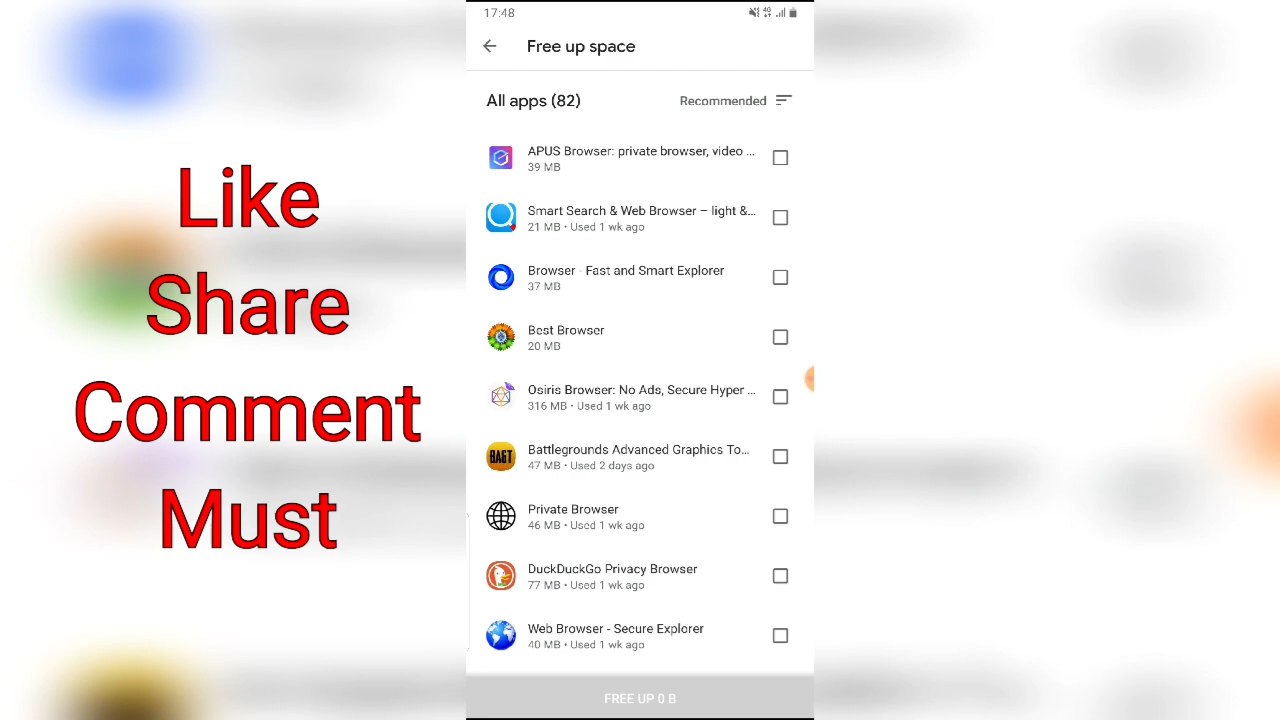 Like
Share
Comment
Must
17:48
4G
Free up space
All apps (82)
Recommended
APUS Browser: private browser, video ...
39 MB
Smart Search & Web Browser – light &...
21 MB • Used 1 wk ago
Browser - Fast and Smart Explorer
37 MB
Best Browser
20 MB
Osiris Browser: No Ads, Secure Hyper ...
316 MB • Used 1 wk ago
BAGT
Battlegrounds Advanced Graphics To...
47 MB • Used 2 days ago
Private Browser
46 MB • Used 1 wk ago
DuckDuckGo Privacy Browser
77 MB • Used 1 wk ago
Web Browser - Secure Explorer
40 MB • Used 1 wk ago
FREE UP 0 B